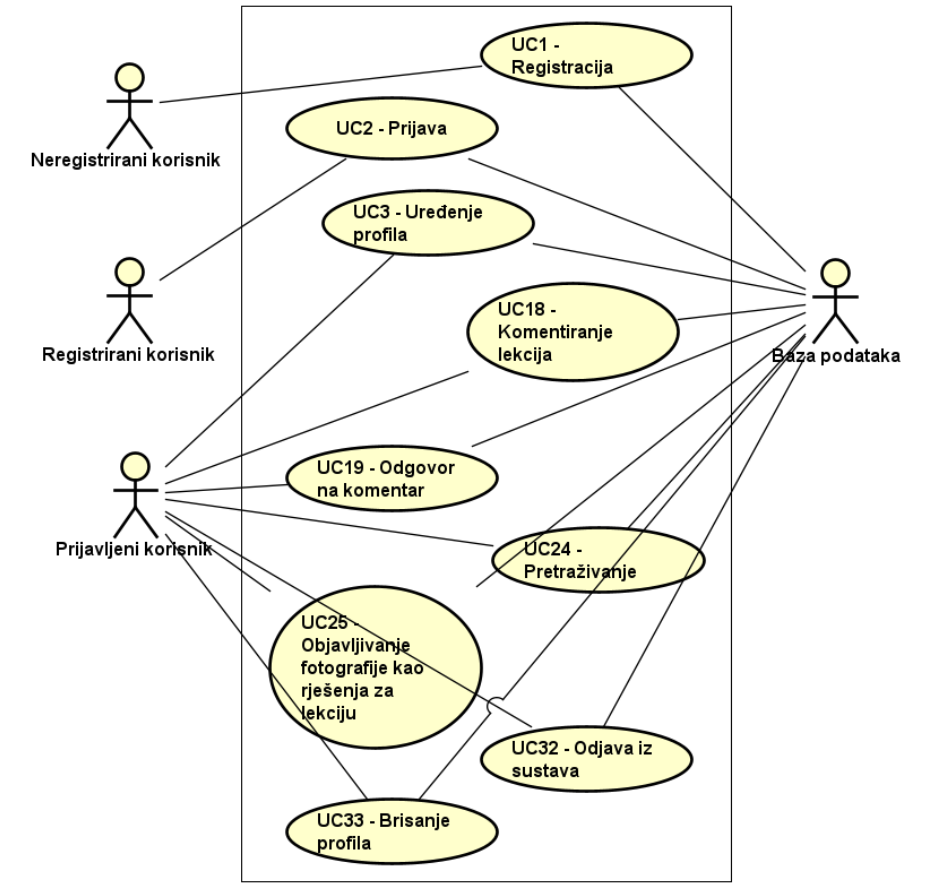 UC1 -
Registracija
UC2 - Prijava
Neregistrirani korisnik
UC3 - Uređenje
profila
UC18 -
Komentiranje
lekcija
Registrirani korisnik
Baza podataka
UC19 - Odgovor
na komentar
Prijavljeni korisnik
UC24 -
Pretraživanje
UC25 -
Objavljivanje
fotografije kao
rješenja za
lekciju
UC32 - Odjava iz
sustava
UC33 - Brisanje
profila